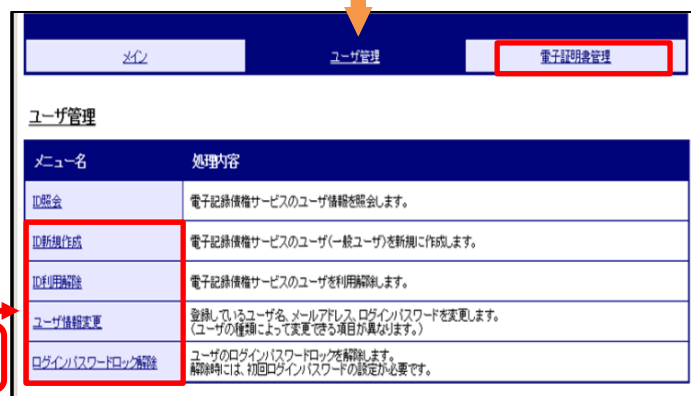 メイン
ユーザ管理
電子証明書管理
ユーザ管理
メニュー名
処理内容
ID照会
電子記録債権サービスのユーザ情報を照会します。
ID新規作成
電子記録債権サービスのユーザ(一般ユーザ)を新規に作成します。
ID利用解除
電子記録債権サービスのユーザを利用解除します。
ユーザ情報変更
登録しているユーザ名、メールアドレス、ログインパスワードを変更します。
(ユーザの種類によって変更できる項目が異なります。)
ログインパスワードロック解除
ユーザのログインパスワードロックを解除します。
解除時には、初回ログインパスワードの設定が必要です。